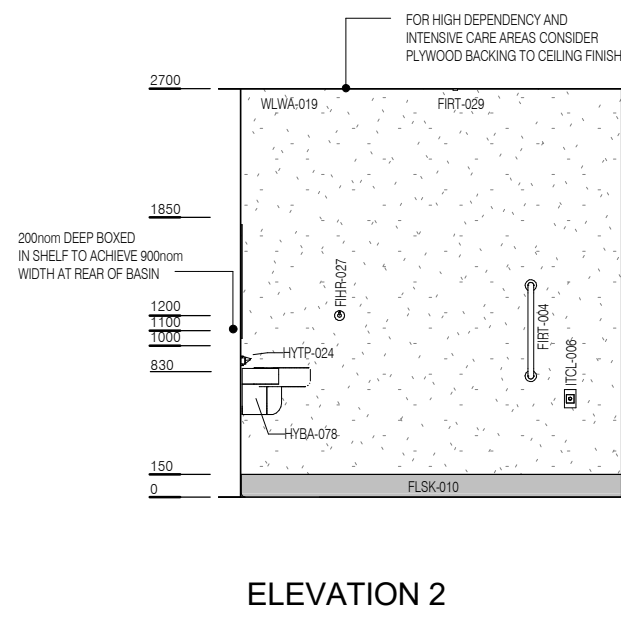 FOR HIGH DEPENDENCY AND
INTENSIVE CARE AREAS CONSIDER
PLYWOOD BACKING TO CEILING FINISH
2700
WLWA-019
FIRT-029
1850
200nom DEEP BOXED
IN SHELF TO ACHIEVE 900nom
WIDTH AT REAR OF BASIN
FIHR-027
1200
1100
1000
FIRT-004
ITCL-006
HYTP-024
830
HYBA-078
150
FLSK-010
0
ELEVATION 2